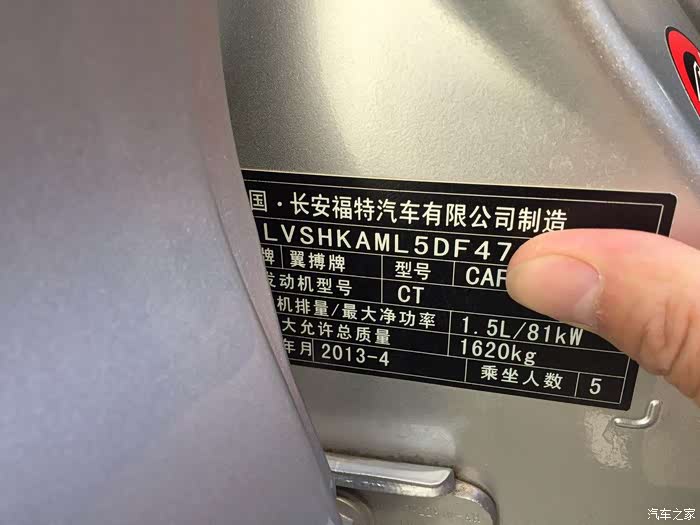 国·长安福特汽车有限公司制造
LVSHKAML5DF47
牌 翼搏牌 型号 CAF
发动机型号 CT
机排量/最大净功率 1.5L/81kW
大允许总质量 1620kg
年月 2013-4 乘坐人数 5
汽车之家